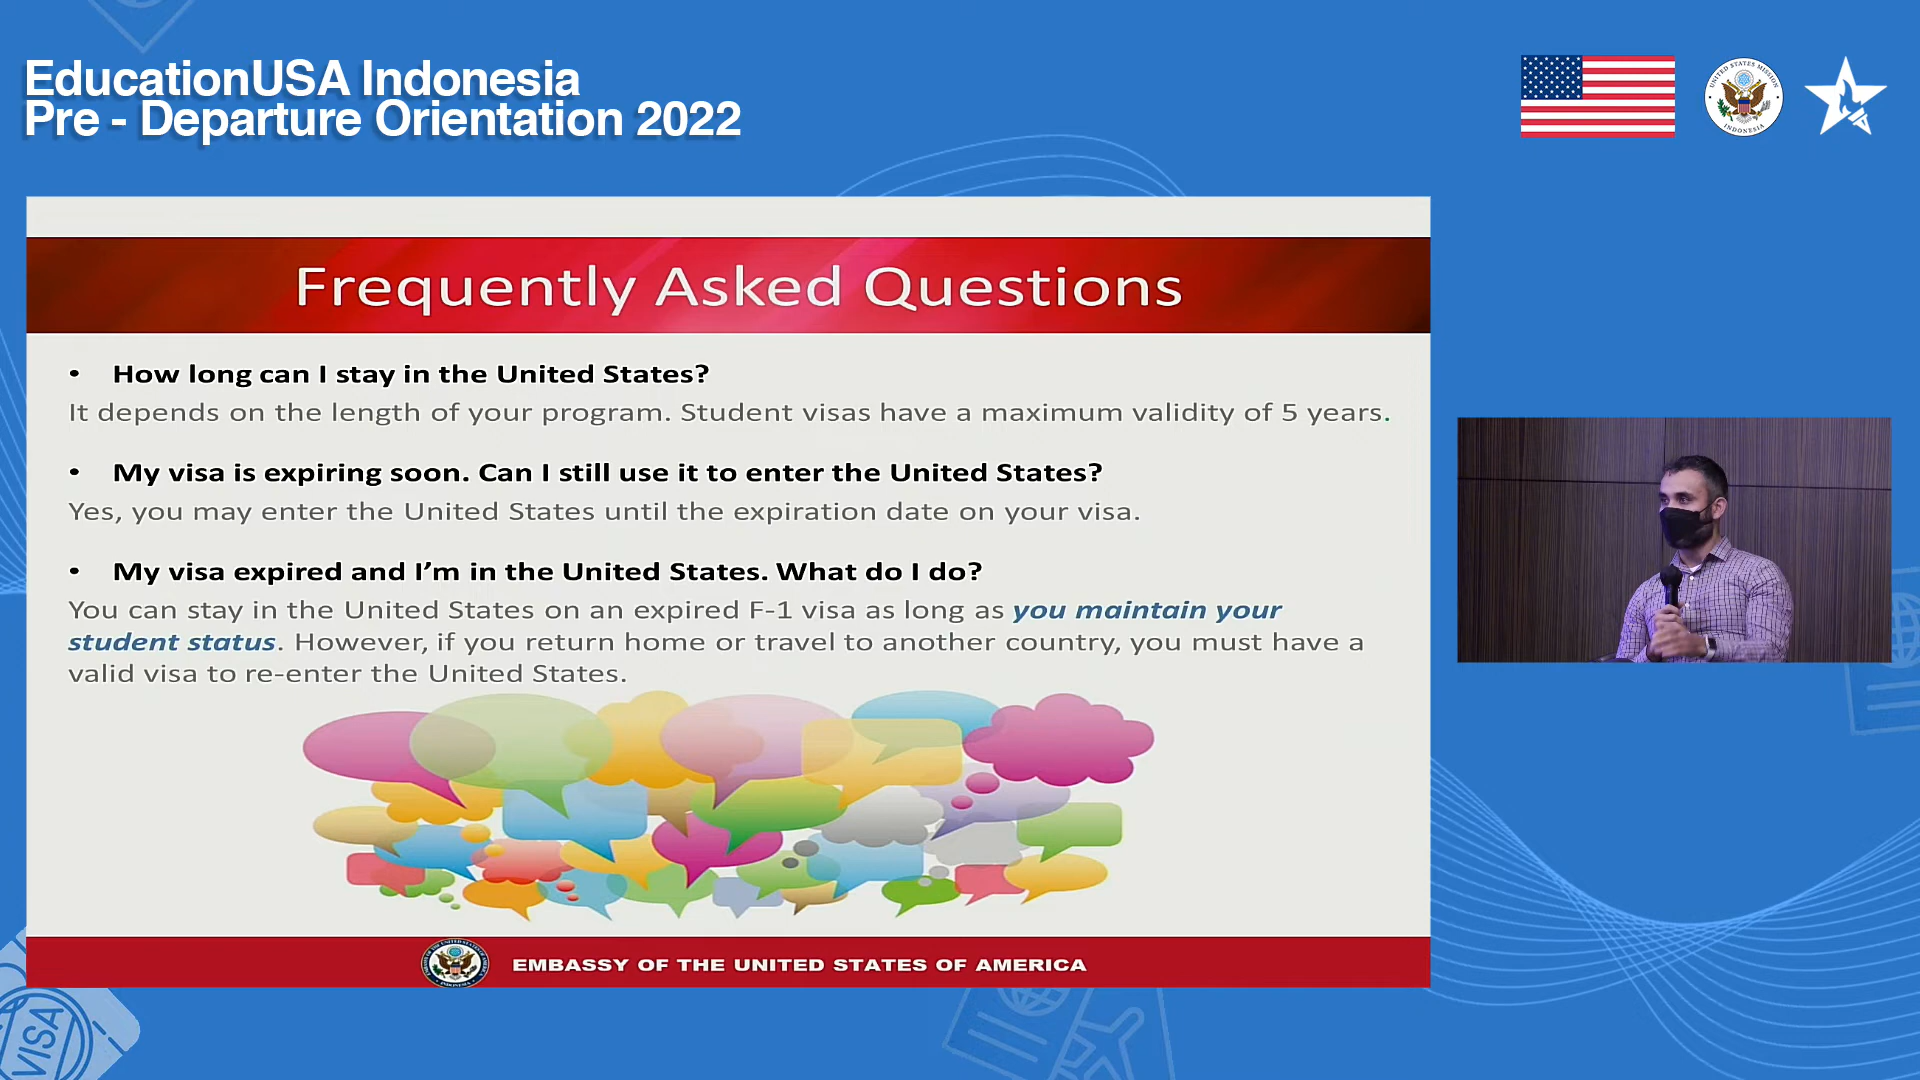 EducationUSA Indonesia
Pre - Departure Orientation 2022
UNITED STATES MISSION
INDONESIA
Frequently Asked Questions
• How long can I stay in the United States?
It depends on the length of your program. Student visas have a maximum validity of 5 years.
• My visa is expiring soon. Can I still use it to enter the United States?
Yes, you may enter the United States until the expiration date on your visa.
• My visa expired and I’m in the United States. What do I do?
You can stay in the United States on an expired F-1 visa as long as you maintain your
student status. However, if you return home or travel to another country, you must have a
valid visa to re-enter the United States.
EMBASSY OF THE UNITED STATES OF AMERICA
VISA